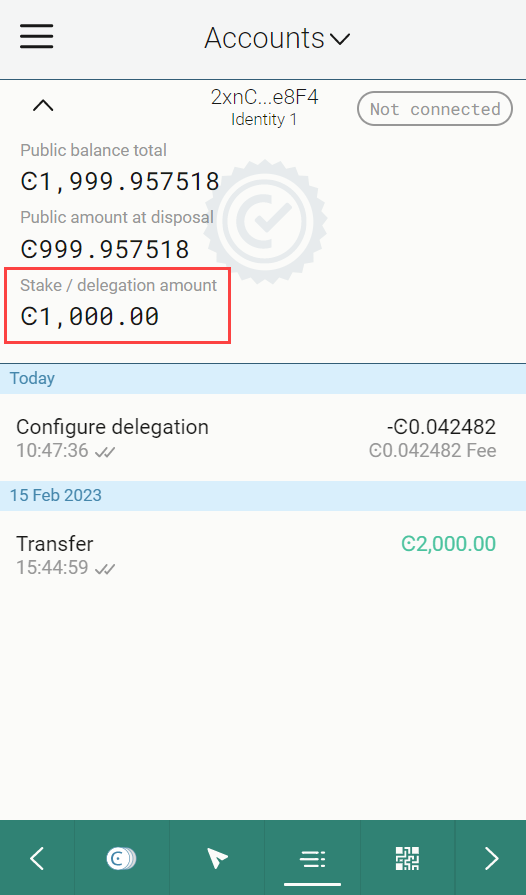 Accounts
2xnC...e8F4
Identity 1
Not connected
Public balance total
Ͼ1,999.957518
Public amount at disposal
Ͼ999.957518
Stake / delegation amount
Ͼ1,000.00
Today
Configure delegation -Ͼ0.042482
10:47:36 Ͼ0.042482 Fee
15 Feb 2023
Transfer Ͼ2,000.00
15:44:59